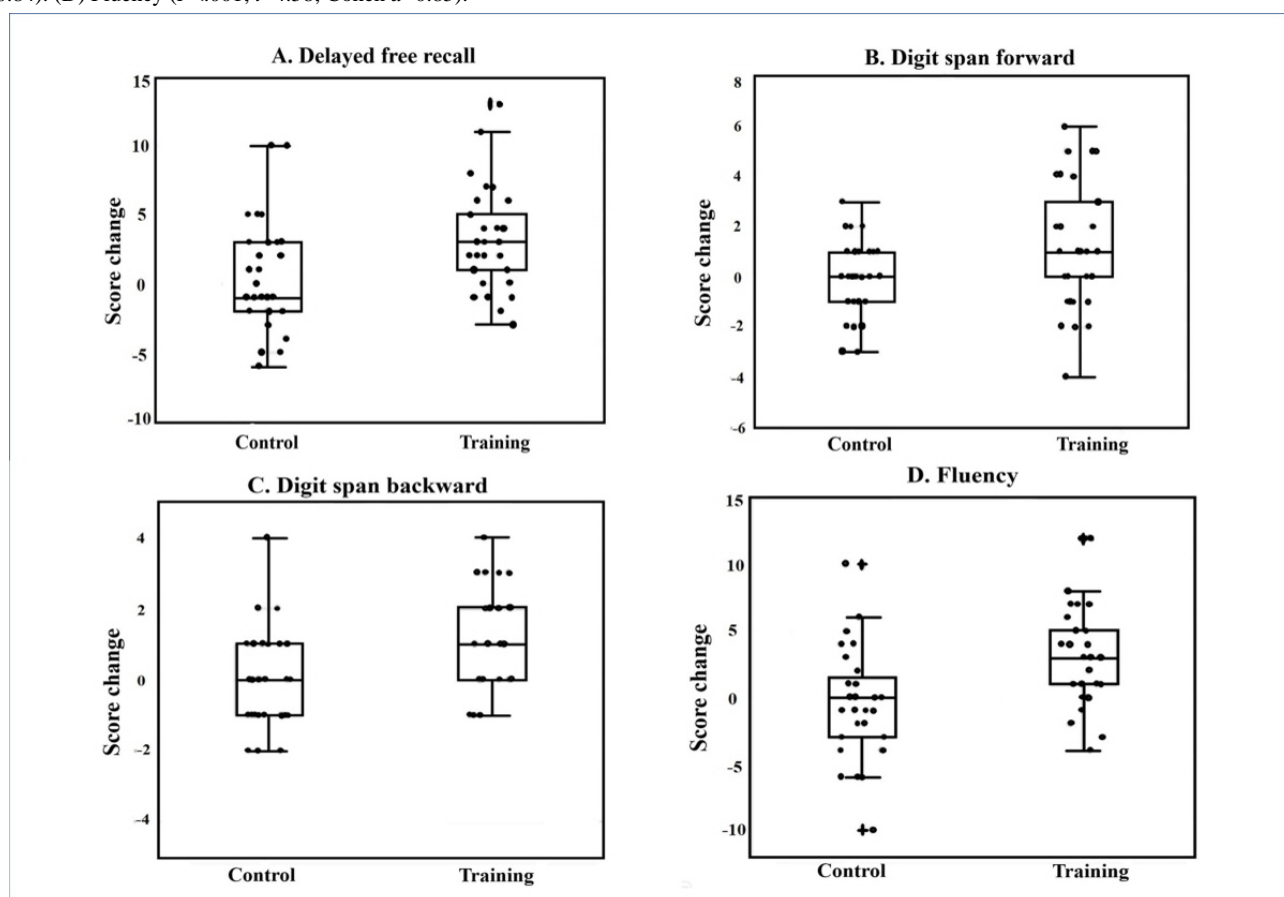 A. Delayed free recall
15
10
5
0
-5
-10
Score change
Control
Training
B. Digit span forward
8
6
4
2
0
-2
-4
-6
Score change
Control
Training
C. Digit span backward
4
2
0
-2
-4
Score change
Control
Training
D. Fluency
15
10
5
0
-5
-10
Score change
Control
Training